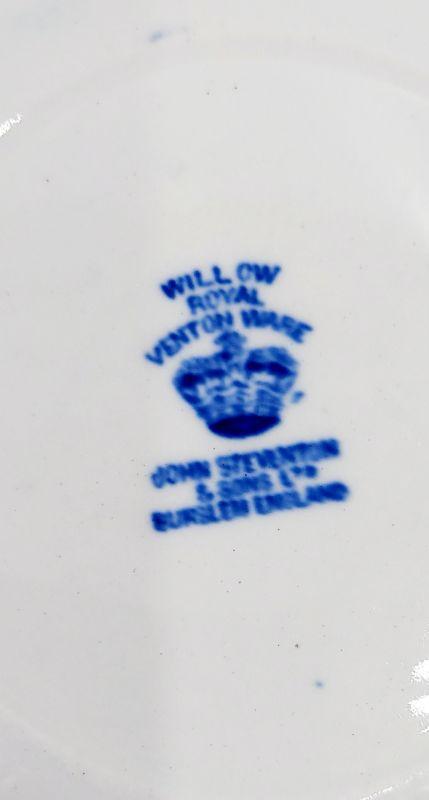 WILLOW
ROYAL
VENTON WARE
JOHN STEVENTON
& SONS LTD
BURSLEM ENGLAND